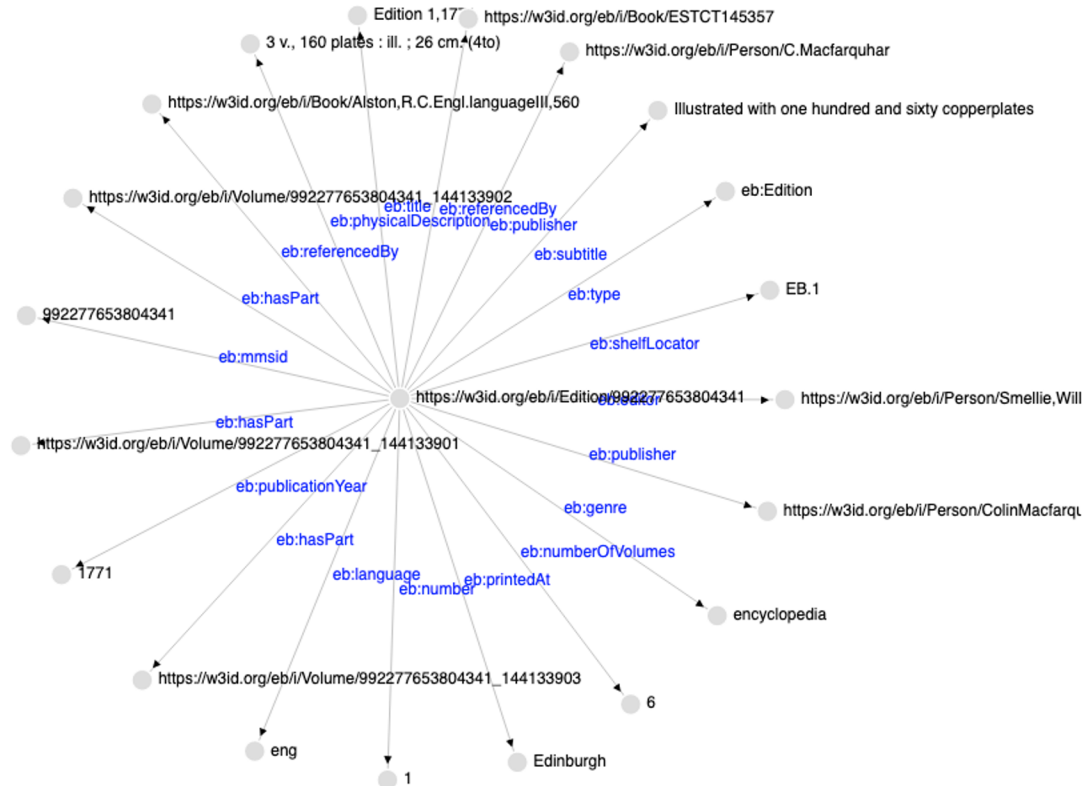 Edition 1,177
https://w3id.org/eb/i/Book/ESTCT145357
3 v., 160 plates : ill. ; 26 cm. (4to)
https://w3id.org/eb/i/Person/C.Macfarquhar
https://w3id.org/eb/i/Book/Alston,R.C.Engl.languageIII,560
Illustrated with one hundred and sixty copperplates
https://w3id.org/eb/i/Volume/992277653804341_144133902
eb:Edition
eb:title
eb:referencedBy
eb:physicalDescription
eb:publisher
eb:referencedBy
eb:subtitle
eb:hasPart
eb:type
EB.1
992277653804341
eb:shelfLocator
eb:mmsid
https://w3id.org/eb/i/Edition/992277653804341
eb:editor
https://w3id.org/eb/i/Person/Smellie,Will
eb:hasPart
https://w3id.org/eb/i/Volume/992277653804341_144133901
eb:publisher
eb:publicationYear
eb:genre
https://w3id.org/eb/i/Person/ColinMacfarqu
eb:hasPart
eb:numberOfVolumes
1771
eb:language
eb:printedAt
eb:number
encyclopedia
https://w3id.org/eb/i/Volume/992277653804341_144133903
6
eng
Edinburgh
1